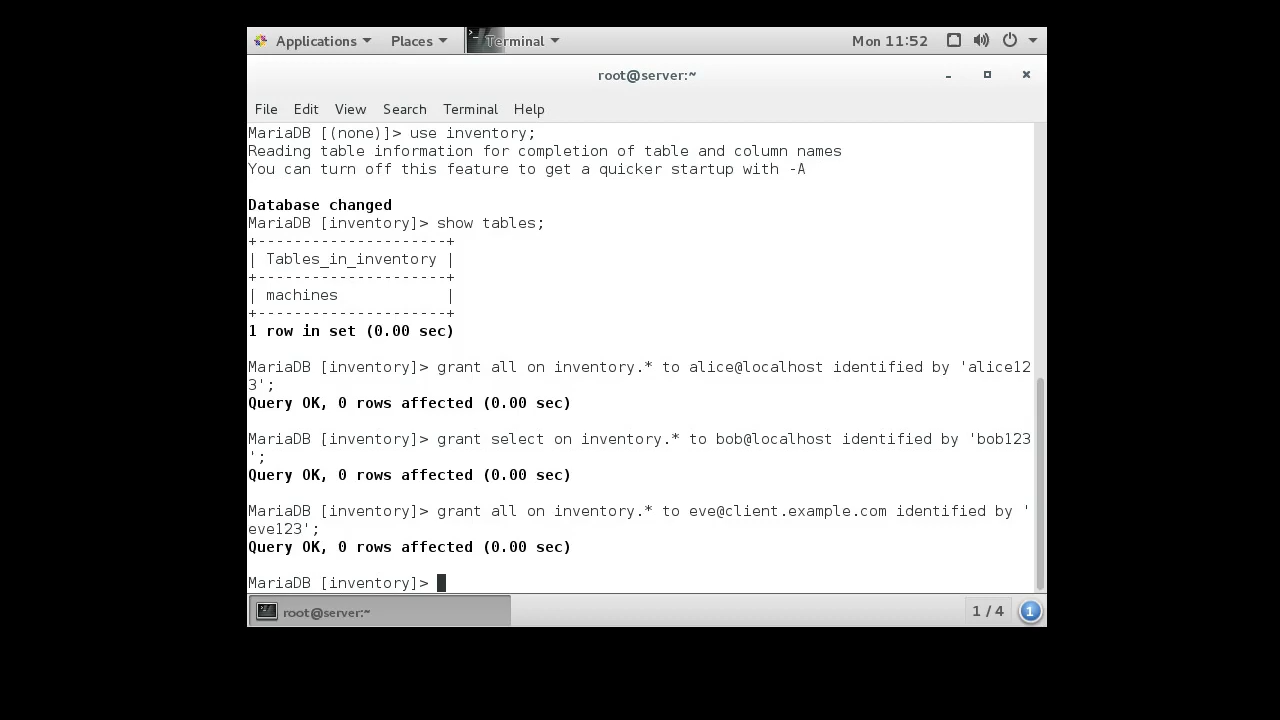 Applications Places Terminal Mon 11:52
root@server:~
File Edit View Search Terminal Help
MariaDB [(none)]> use inventory;
Reading table information for completion of table and column names
You can turn off this feature to get a quicker startup with -A
Database changed
MariaDB [inventory]> show tables;
+---------------------+
| Tables_in_inventory |
+---------------------+
| machines            |
+---------------------+
1 row in set (0.00 sec)
MariaDB [inventory]> grant all on inventory.* to alice@localhost identified by 'alice12
3';
Query OK, 0 rows affected (0.00 sec)
MariaDB [inventory]> grant select on inventory.* to bob@localhost identified by 'bob123
';
Query OK, 0 rows affected (0.00 sec)
MariaDB [inventory]> grant all on inventory.* to eve@client.example.com identified by '
eve123';
Query OK, 0 rows affected (0.00 sec)
MariaDB [inventory]>
root@server:~ 1 / 4 1